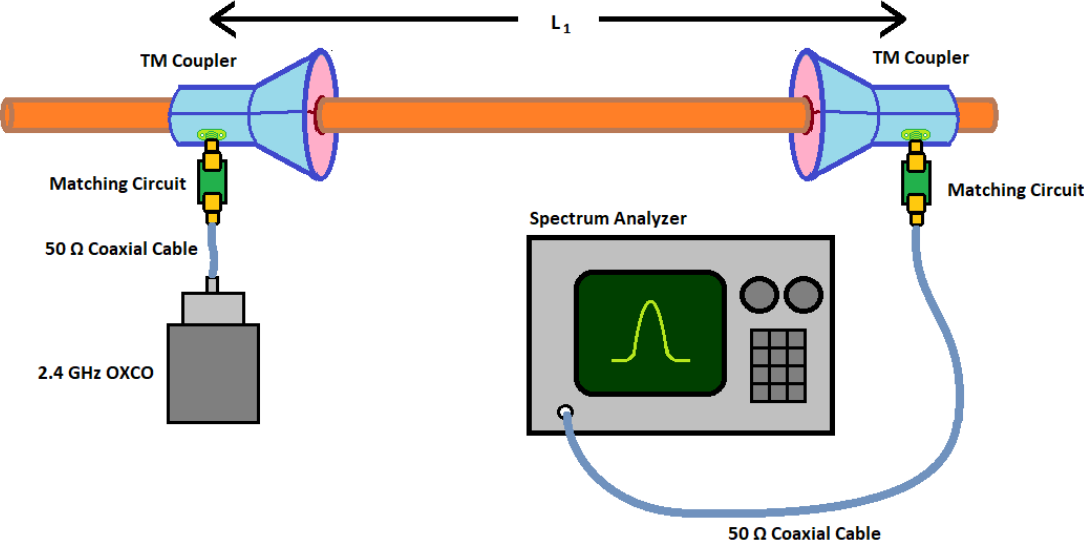 L1
TM Coupler
TM Coupler
Matching Circuit
Matching Circuit
Spectrum Analyzer
50 Ω Coaxial Cable
2.4 GHz OXCO
50 Ω Coaxial Cable